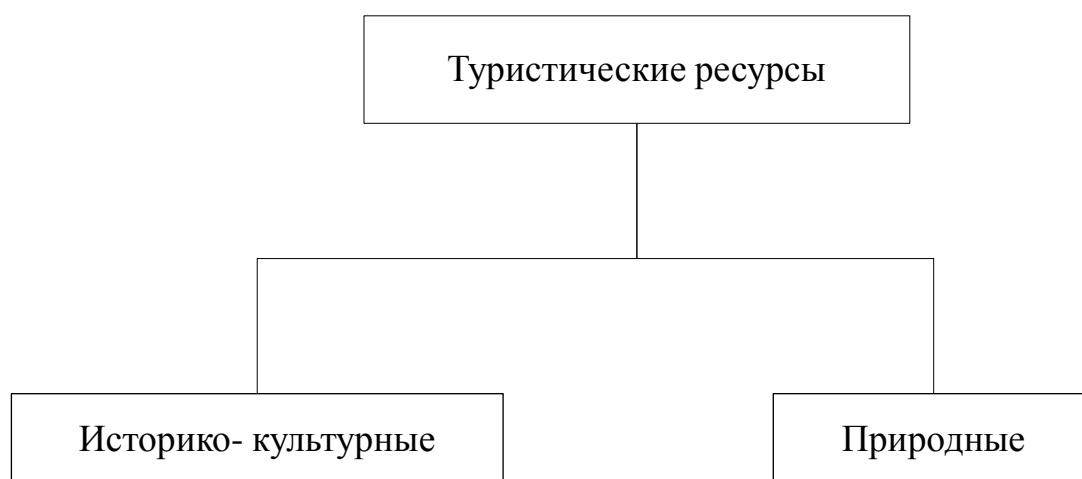 Туристические ресурсы
Историко- культурные
Природные